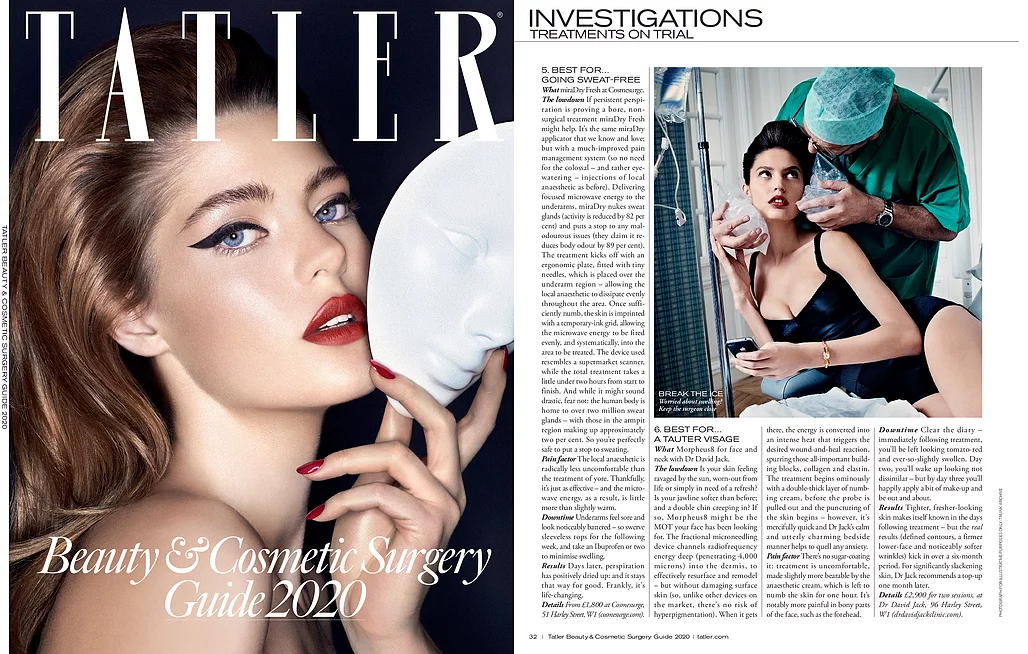 TATLER®
TATLER BEAUTY & COSMETIC SURGERY GUIDE 2020
Beauty & Cosmetic Surgery
Guide 2020
INVESTIGATIONS
TREATMENTS ON TRIAL
5. BEST FOR...
GOING SWEAT-FREE
What miraDry Fresh at Cosmesurge.
The lowdown If persistent perspi-
ration is proving a bore, non-
surgical treatment miraDry Fresh
might help. It's the same miraDry
applicator that we know and love;
but with a much-improved pain
management system (so no need
for the colossal – and rather eye-
watering – injections of local
anaesthetic as before). Delivering
focused microwave energy to the
underarms, miraDry nukes sweat
glands (activity is reduced by 82 per
cent) and puts a stop to any mal-
odourous issues (they claim it re-
duces body odour by 89 per cent).
The treatment kicks off with an
ergonomic plate, fitted with tiny
needles, which is placed over the
underarm region – allowing the
local anaesthetic to dissipate evenly
throughout the area. Once suffi-
ciently numb, the skin is imprinted
with a temporary-ink grid, allowing
the microwave energy to be fired
evenly, and systematically, into the
area to be treated. The device used
resembles a supermarket scanner,
while the total treatment takes a
little under two hours from start to
finish. And while it might sound
drastic, fear not: the human body is
home to over two million sweat
glands – with those in the armpit
region making up approximately
two per cent. So you're perfectly
safe to put a stop to sweating.
Pain factor The local anaesthetic is
radically less uncomfortable than
the treatment of yore. Thankfully,
it's just as effective – and the micro-
wave energy, as a result, is little
more than slightly warm.
Downtime Underarms feel sore and
look noticeably battered – so swerve
sleeveless tops for the following
week, and take an Ibuprofen or two
to minimise swelling.
Results Days later, perspiration
has positively dried up; and it stays
that way for good. Frankly, it's
life-changing.
Details From £1,800 at Cosmesurge,
51 Harley Street, W1 (cosmesurge.com).
BREAK THE ICE
Worried about swelling?
Keep the surgeon close
6. BEST FOR...
A TAUTER VISAGE
What Morpheus8 for face and
neck with Dr David Jack.
The lowdown Is your skin feeling
ravaged by the sun, worn-out from
life or simply in need of a refresh?
Is your jawline softer than before;
and a double chin creeping in? If
so, Morpheus8 might be the
MOT your face has been looking
for. The fractional microneedling
device channels radiofrequency
energy deep (penetrating 4,000
microns) into the dermis, to
effectively resurface and remodel
– but without damaging surface
skin (so, unlike other devices on
the market, there's no risk of
hyperpigmentation). When it gets
there, the energy is converted into
an intense heat that triggers the
desired wound-and-heal reaction,
spurring those all-important build-
ing blocks, collagen and elastin.
The treatment begins ominously
with a double-thick layer of numb-
ing cream, before the probe is
pulled out and the puncturing of
the skin begins – however, it's
mercifully quick and Dr Jack's calm
and utterly charming bedside
manner helps to quell any anxiety.
Pain factor There's no sugar-coating
it: treatment is uncomfortable,
made slightly more bearable by the
anaesthetic cream, which is left to
numb the skin for one hour. It's
notably more painful in bony parts
of the face, such as the forehead.
Downtime Clear the diary –
immediately following treatment,
you'll be left looking tomato-red
and ever-so-slightly swollen. Day
two, you'll wake up looking not
dissimilar – but by day three you'll
happily apply a bit of make-up and
be out and about.
Results Tighter, fresher-looking
skin makes itself known in the days
following treatment – but the real
results (defined contours, a firmer
lower-face and noticeably softer
wrinkles) kick in over a six-month
period. For significantly slackening
skin, Dr Jack recommends a top-up
one month later.
Details £2,900 for two sessions, at
Dr David Jack, 96 Harley Street,
W1 (drdavidjackclinic.com).
PHOTOGRAPH FOR ILLUSTRATIVE PURPOSES ONLY: TRUNK ARCHIVE
32 | Tatler Beauty & Cosmetic Surgery Guide 2020 | tatler.com